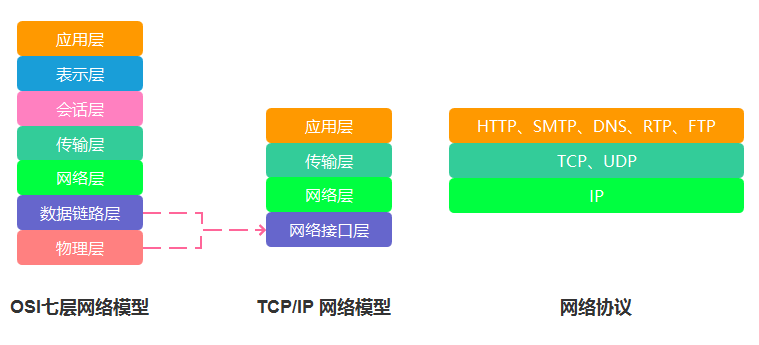 应用层
表示层
会话层
传输层
网络层
数据链路层
物理层
OSI七层网络模型
应用层
传输层
网络层
网络接口层
TCP/IP 网络模型
HTTP、SMTP、DNS、RTP、FTP
TCP、UDP
IP
网络协议